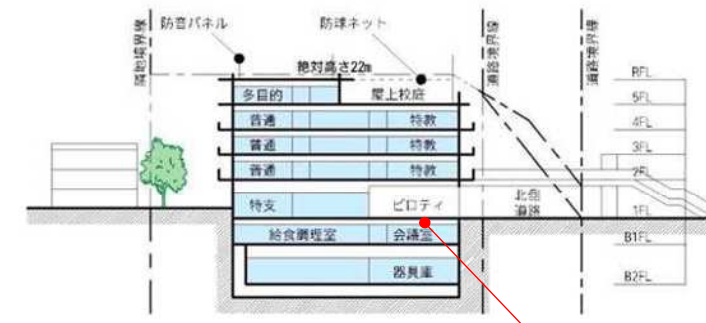 防音パネル
防球ネット
隣地境界線
道路境界線
道路境界線
絶対高さ22m
多目的
屋上校庭
普通
特教
普通
特教
普通
特教
特支
ピロティ
北側
道路
給食調理室
会議室
器具庫
RFL
5FL
4FL
3FL
2FL
1FL
B1FL
B2FL